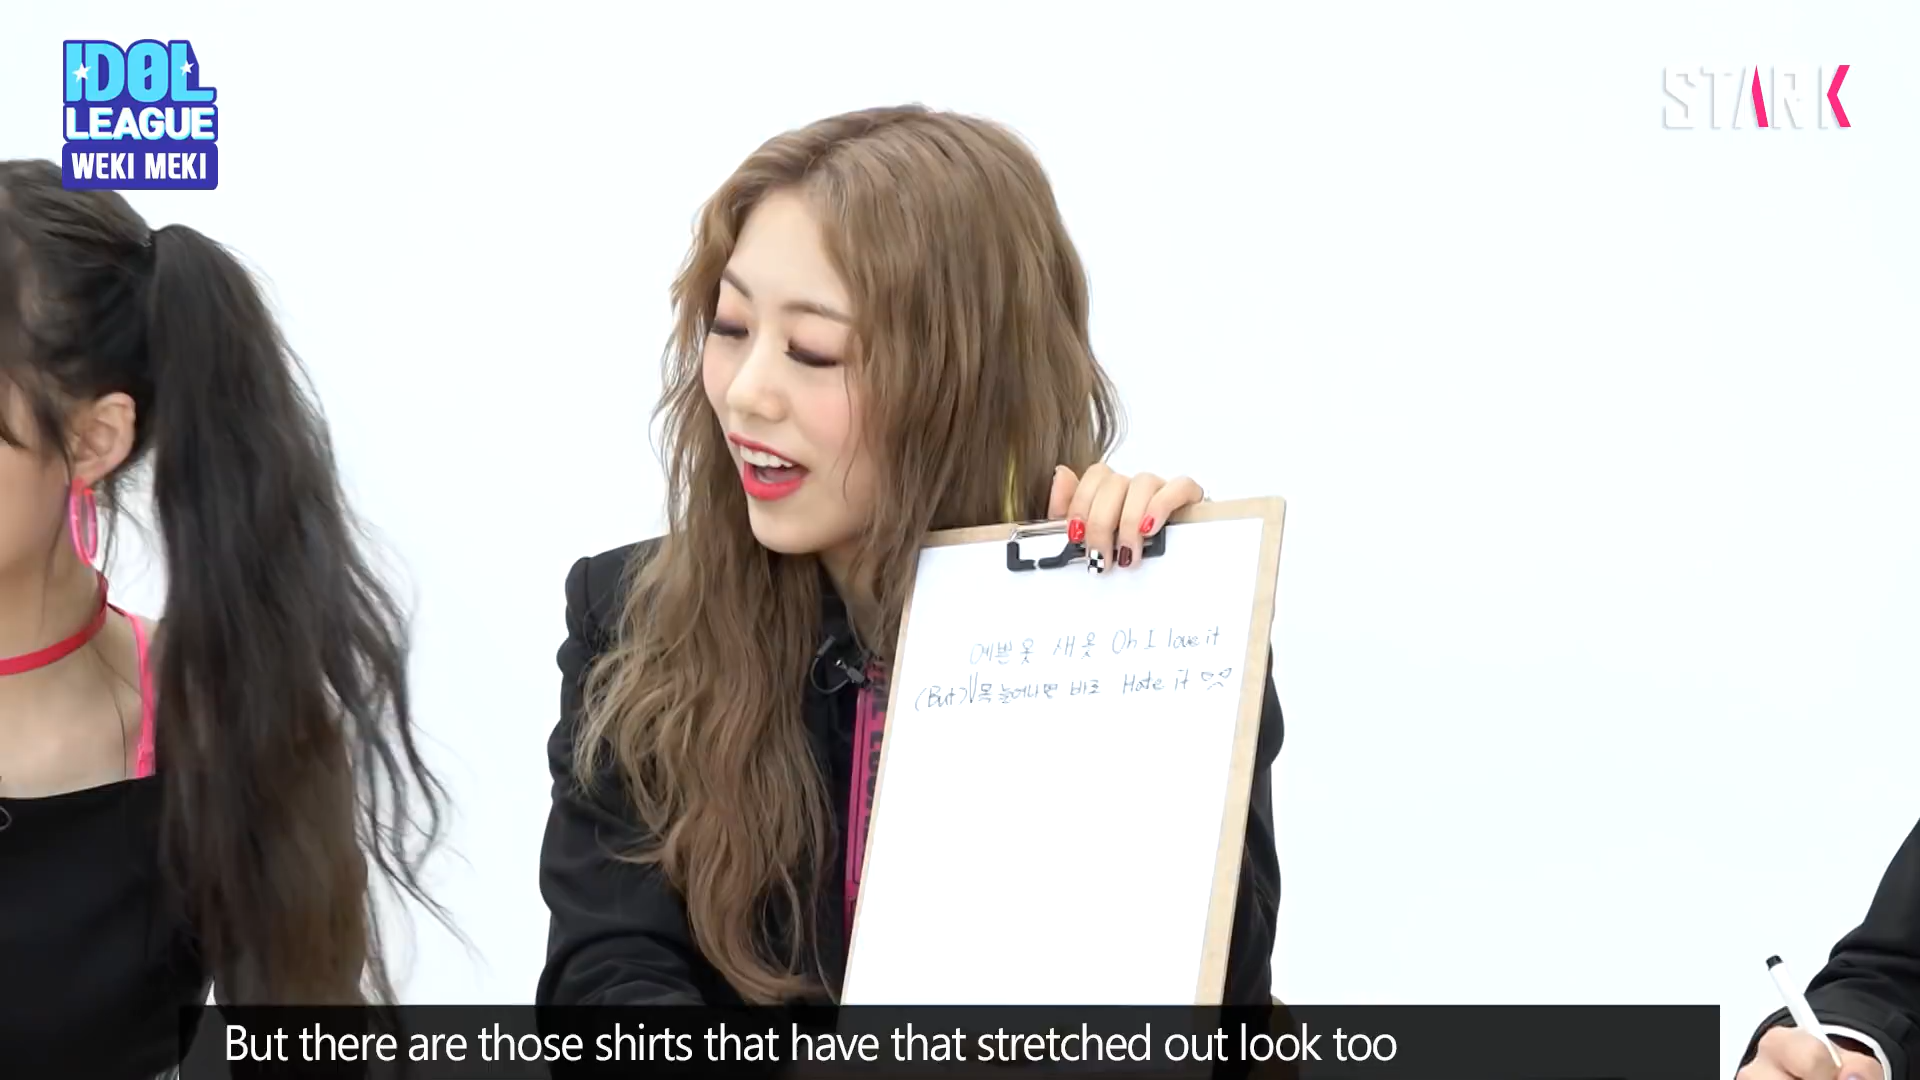 IDOL
LEAGUE
WEKI MEKI
STAR K
예쁜 옷 새 옷 Oh I love it
(But) 목 늘어나면 바로 Hate it
But there are those shirts that have that stretched out look too